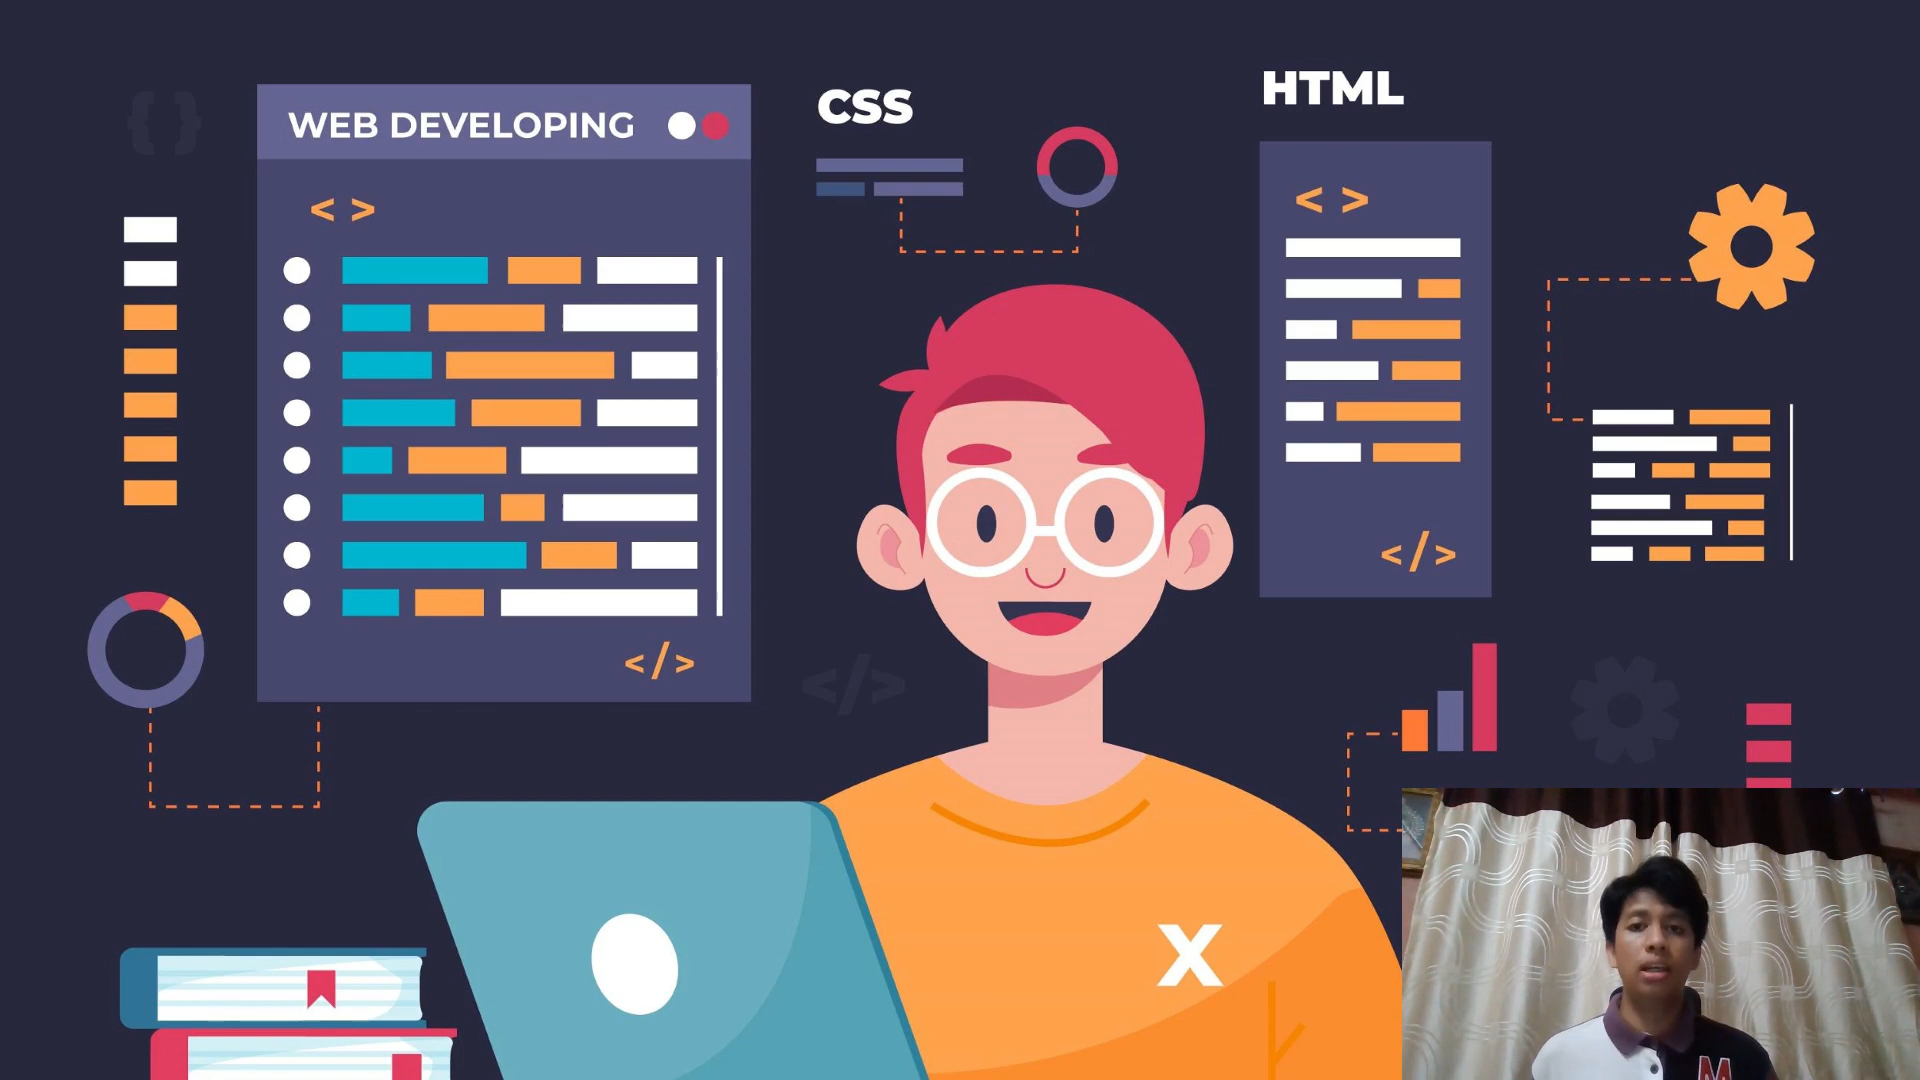 WEB DEVELOPING
CSS
HTML
{ }
< >
< >
</>
</>
</>
X
M